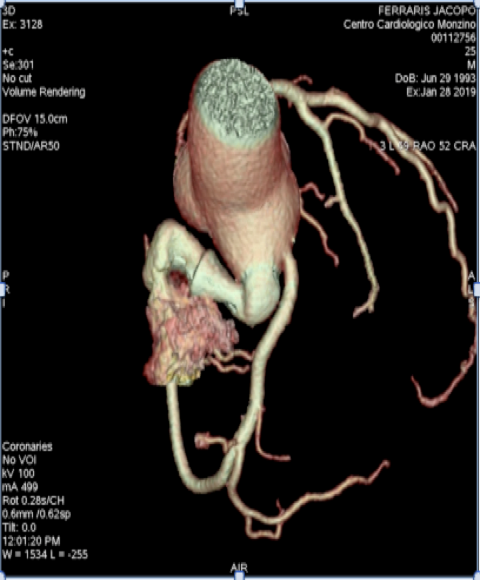 3D
Ex: 3128
+c
Se:301
No cut
Volume Rendering
DFOV 15.0cm
Ph:75%
STND/AR50
PSL
FERRARIS JACOPO
Centro Cardiologico Monzino
00112756
25
M
DoB: Jun 29 1993
Ex:Jan 28 2019
RAO 52 CRA
P
R
I
A
L
S
Coronaries
No VOI
kV 100
mA 499
Rot 0.28s/CH
0.6mm /0.62sp
Tilt: 0.0
12:01:20 PM
W = 1534 L = -255
AIR